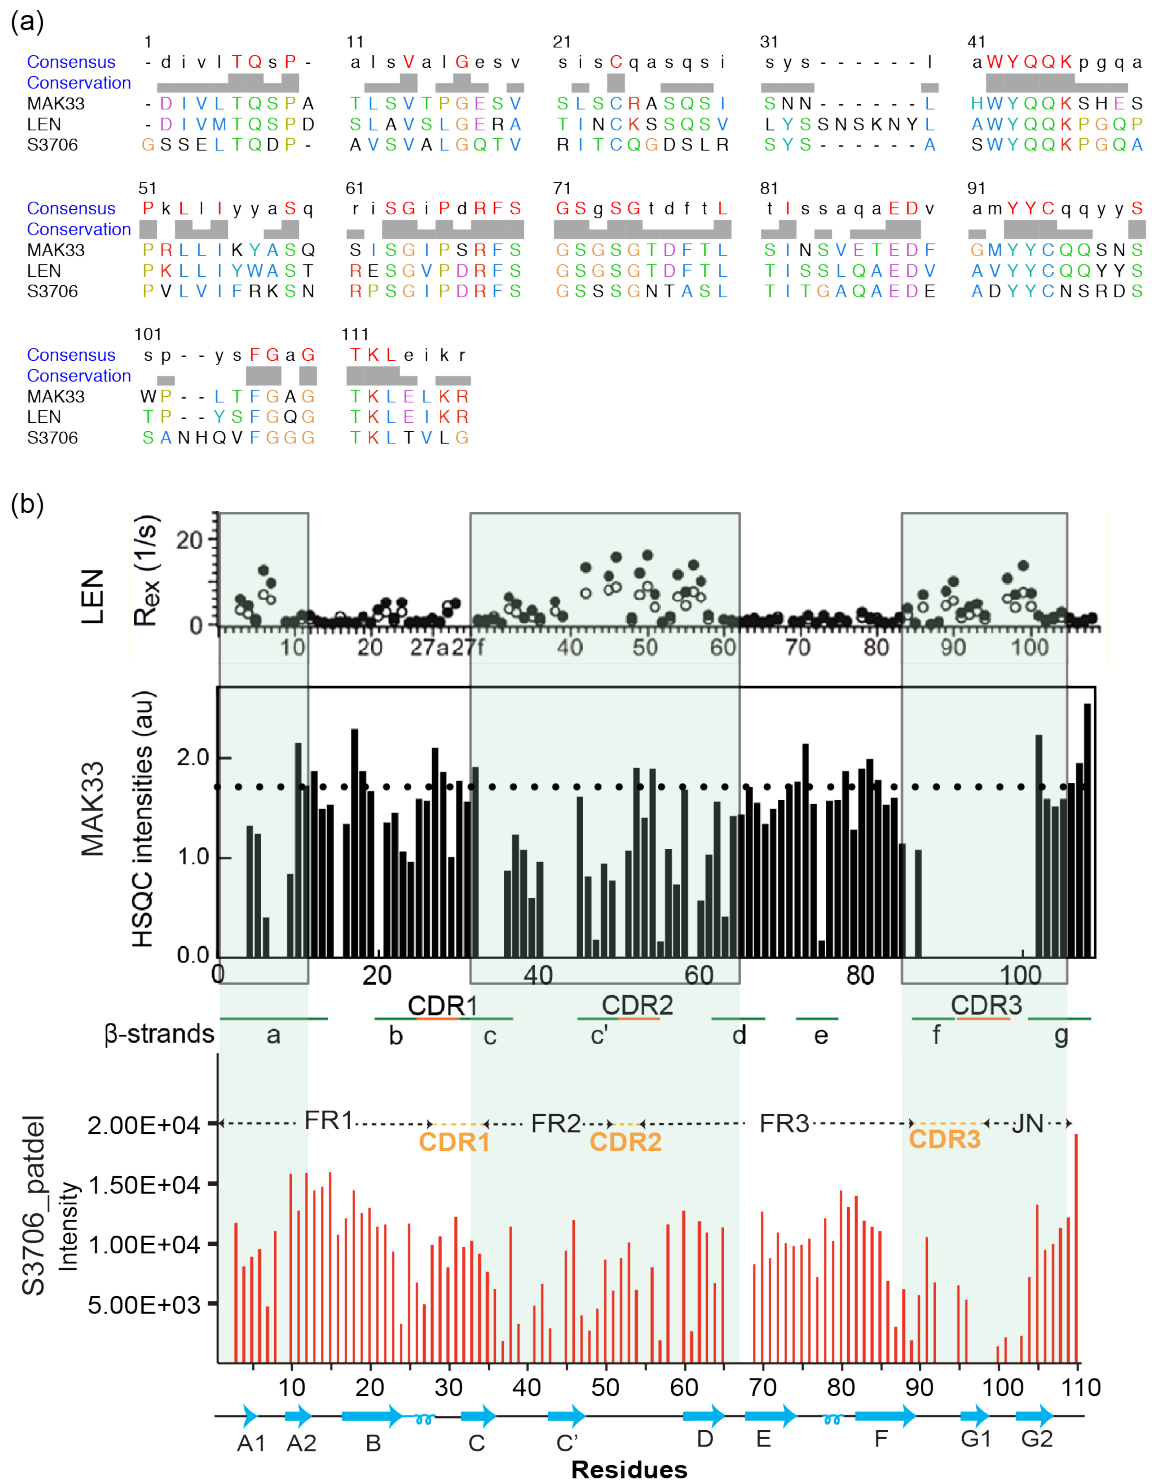 (a)
1 11 21 31 41
Consensus - d i v l T Q s P - a l s V a l G e s v s i s C q a s q s i s y s - - - - - - l a W Y Q Q K p g q a
Conservation
MAK33 - D I V L T Q S P A T L S V T P G E S V S L S C R A S Q S I S N N - - - - - - L H W Y Q Q K S H E S
LEN - D I V M T Q S P D S L A V S L G E R A T I N C K S S Q S V L Y S S N S K N Y L A W Y Q Q K P G Q P
S3706 G S S E L T Q D P - A V S V A L G Q T V R I T C Q G D S L R S Y S - - - - - - A S W Y Q Q K P G Q A
51 61 71 81 91
Consensus P k L l I y y a S q r i S G i P d R F S G S g S G t d f t L t I s s a q a E D v a m Y Y C q q y y S
Conservation
MAK33 P R L L I K Y A S Q S I S G I P S R F S G S G S G T D F T L S I N S V E T E D F G M Y Y C Q Q S N S
LEN P K L L I Y W A S T R E S G V P D R F S G S G S G T D F T L T I S S L Q A E D V A V Y Y C Q Q Y Y S
S3706 P V L V I F R K S N R P S G I P D R F S G S S S G N T A S L T I T G A Q A E D E A D Y Y C N S R D S
101 111
Consensus s p - - y s F G a G T K L e i k r
Conservation
MAK33 W P - - L T F G A G T K L E L K R
LEN T P - - Y S F G Q G T K L E I K R
S3706 S A N H Q V F G G G T K L T V L G
(b)
LEN
Rex (1/s)
20
0
10 20 27a 27f 40 50 60 70 80 90 100
MAK33
HSQC intensities (au)
2.0
1.0
0.0
0 20 40 60 80 100
CDR1 CDR2 CDR3
β-strands a b c c' d e f g
S3706_patdel
Intensity
2.00E+04
1.50E+04
1.00E+04
5.00E+03
FR1 FR2 FR3 JN
CDR1 CDR2 CDR3
10 20 30 40 50 60 70 80 90 100 110
A1 A2 B C C' D E F G1 G2
Residues